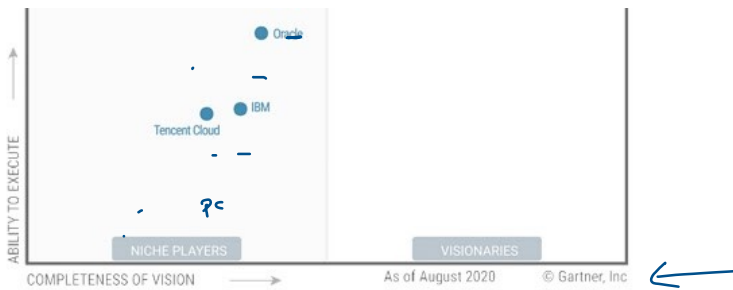 Oracle
IBM
Tencent Cloud
ABILITY TO EXECUTE
PC
NICHE PLAYERS
VISIONARIES
COMPLETENESS OF VISION
As of August 2020
© Gartner, Inc